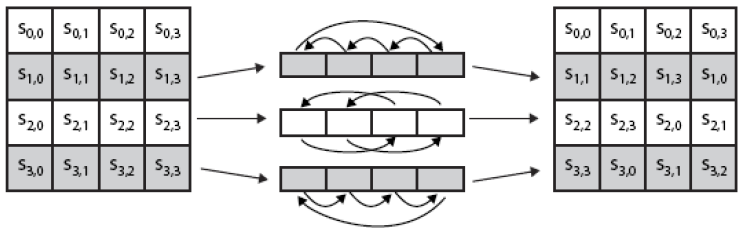 S0,0 S0,1 S0,2 S0,3
S1,0 S1,1 S1,2 S1,3
S2,0 S2,1 S2,2 S2,3
S3,0 S3,1 S3,2 S3,3
S0,0 S0,1 S0,2 S0,3
S1,1 S1,2 S1,3 S1,0
S2,2 S2,3 S2,0 S2,1
S3,3 S3,0 S3,1 S3,2